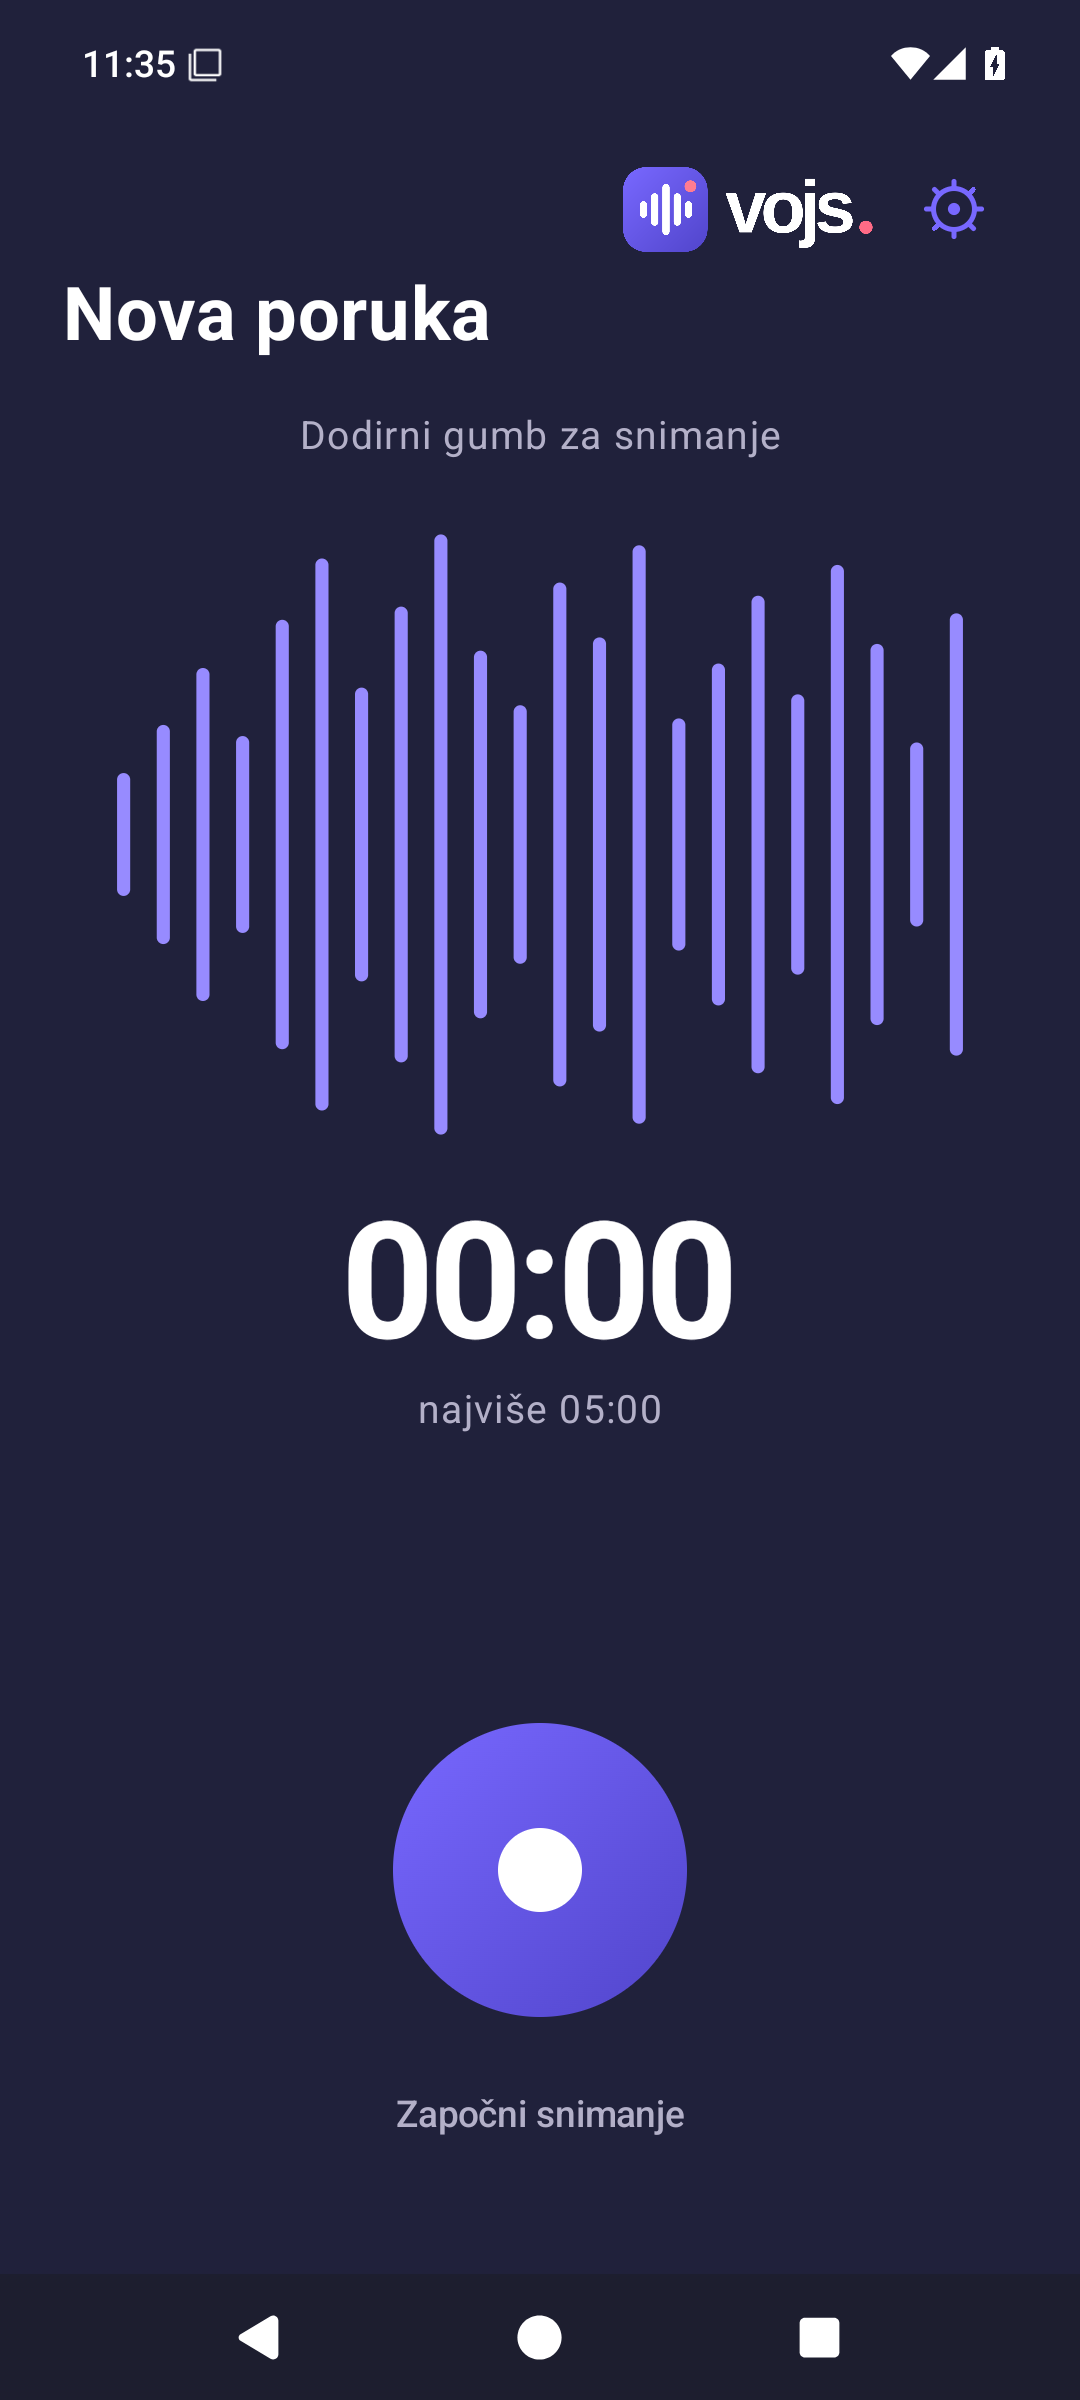 11:35
vojs.
Nova poruka
Dodirni gumb za snimanje
00:00
najviše 05:00
Započni snimanje